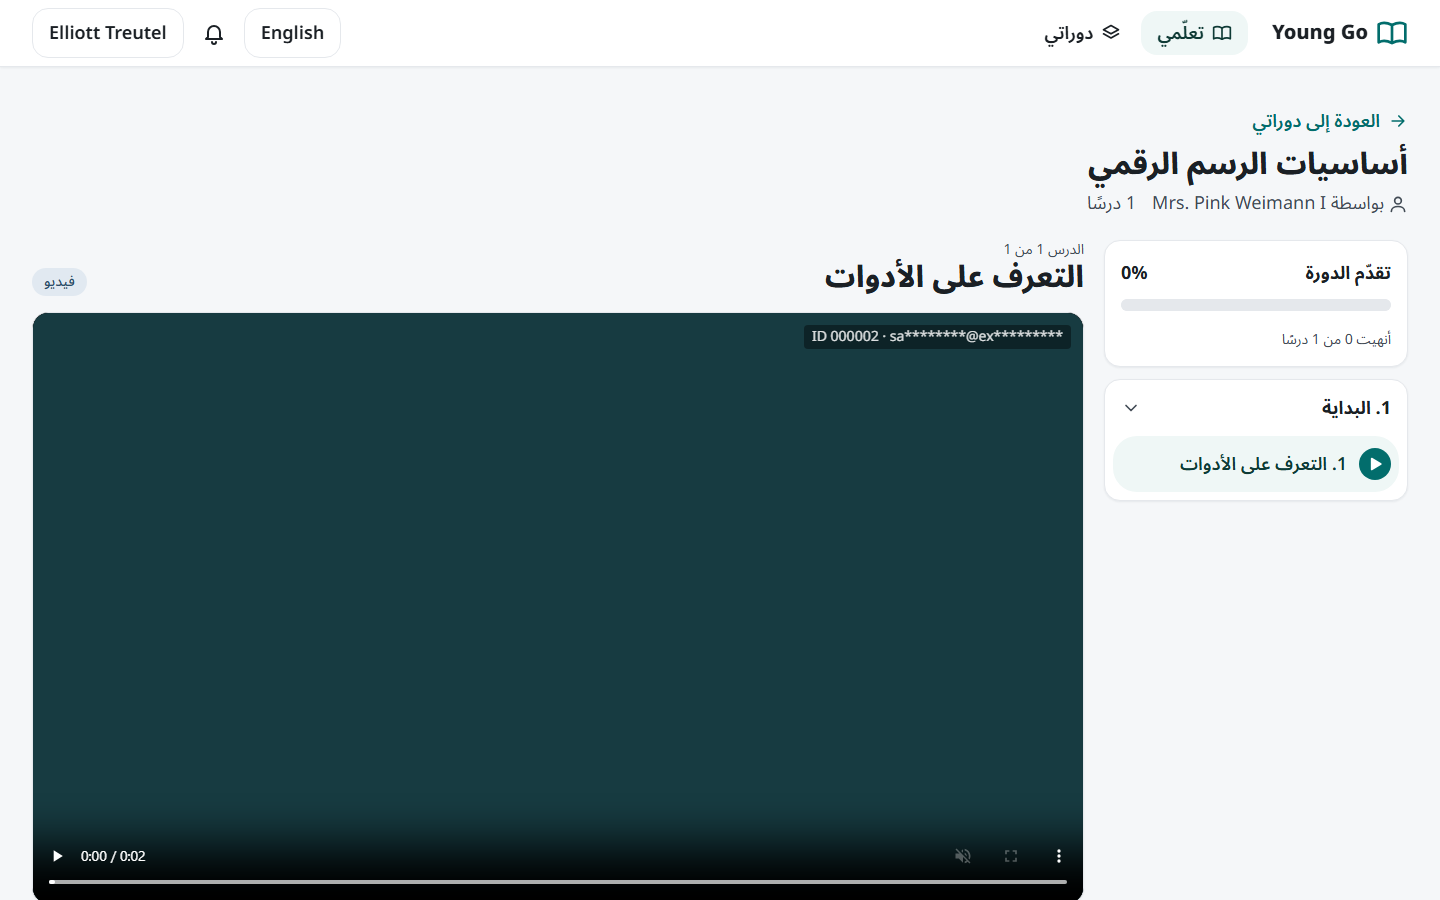 Young Go
تعلّمي
دوراتي
English
Elliott Treutel
العودة إلى دوراتي
أساسيات الرسم الرقمي
بواسطة Mrs. Pink Weimann I
1 درسًا
تقدّم الدورة 0%
أنهيت 0 من 1 درسًا
1. البداية
1. التعرف على الأدوات
الدرس 1 من 1
التعرف على الأدوات
فيديو
ID 000002 · sa********@ex*********
0:00 / 0:02